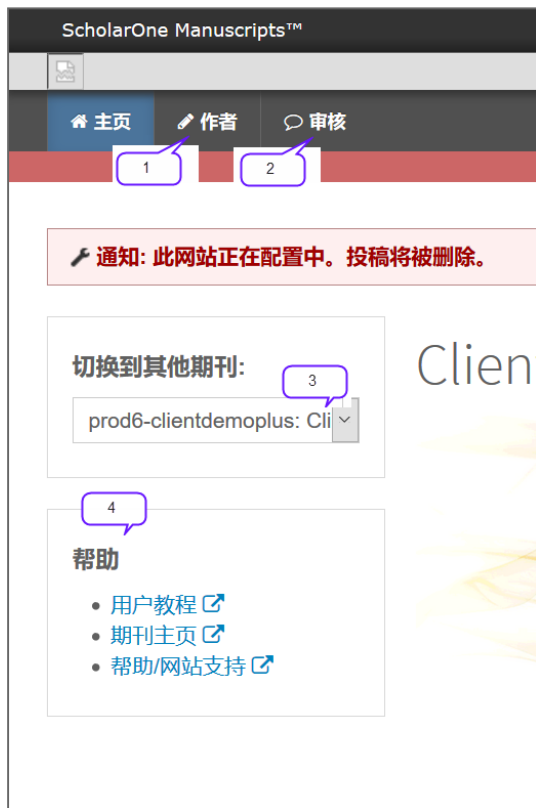 ScholarOne Manuscripts™
主页 作者 审核
1 2
通知: 此网站正在配置中。投稿将被删除。
切换到其他期刊:
3
prod6-clientdemoplus: Cli
Clien
4
帮助
用户教程
期刊主页
帮助/网站支持